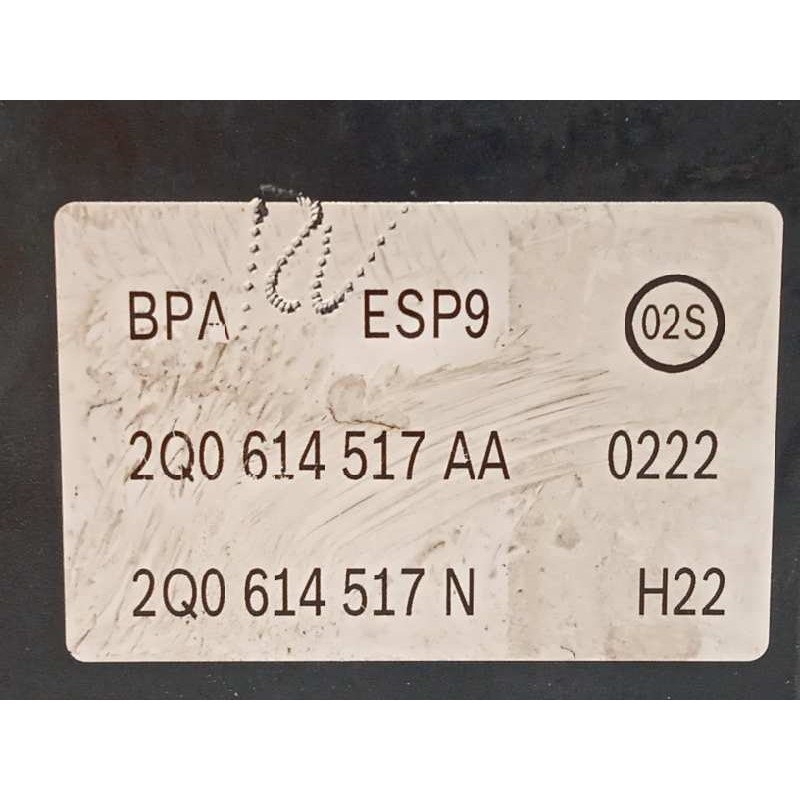 BPA ESP9 02S
2Q0 614 517 AA 0222
2Q0 614 517 N H22